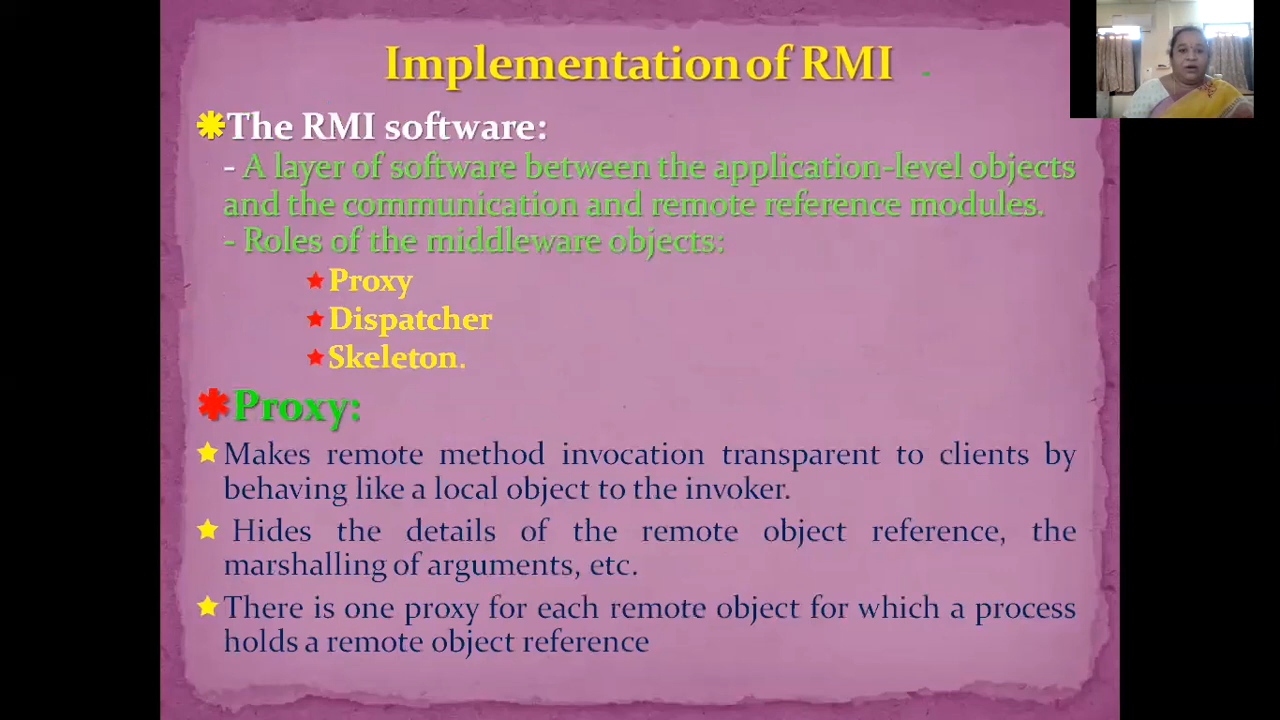 Implementation of RMI
The RMI software:
- A layer of software between the application-level objects
and the communication and remote reference modules.
- Roles of the middleware objects:
Proxy
Dispatcher
Skeleton.
Proxy:
Makes remote method invocation transparent to clients by
behaving like a local object to the invoker.
Hides the details of the remote object reference, the
marshalling of arguments, etc.
There is one proxy for each remote object for which a process
holds a remote object reference